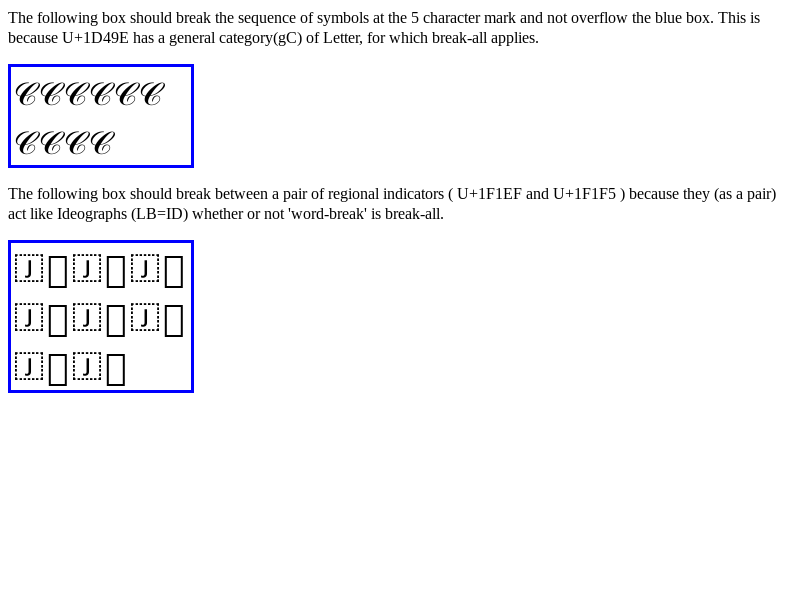 The following box should break the sequence of symbols at the 5 character mark and not overflow the blue box. This is
because U+1D49E has a general category(gC) of Letter, for which break-all applies.
𝒞𝒞𝒞𝒞𝒞𝒞
𝒞𝒞𝒞𝒞
The following box should break between a pair of regional indicators ( U+1F1EF and U+1F1F5 ) because they (as a pair)
act like Ideographs (LB=ID) whether or not 'word-break' is break-all.
J J J
J J J
J J